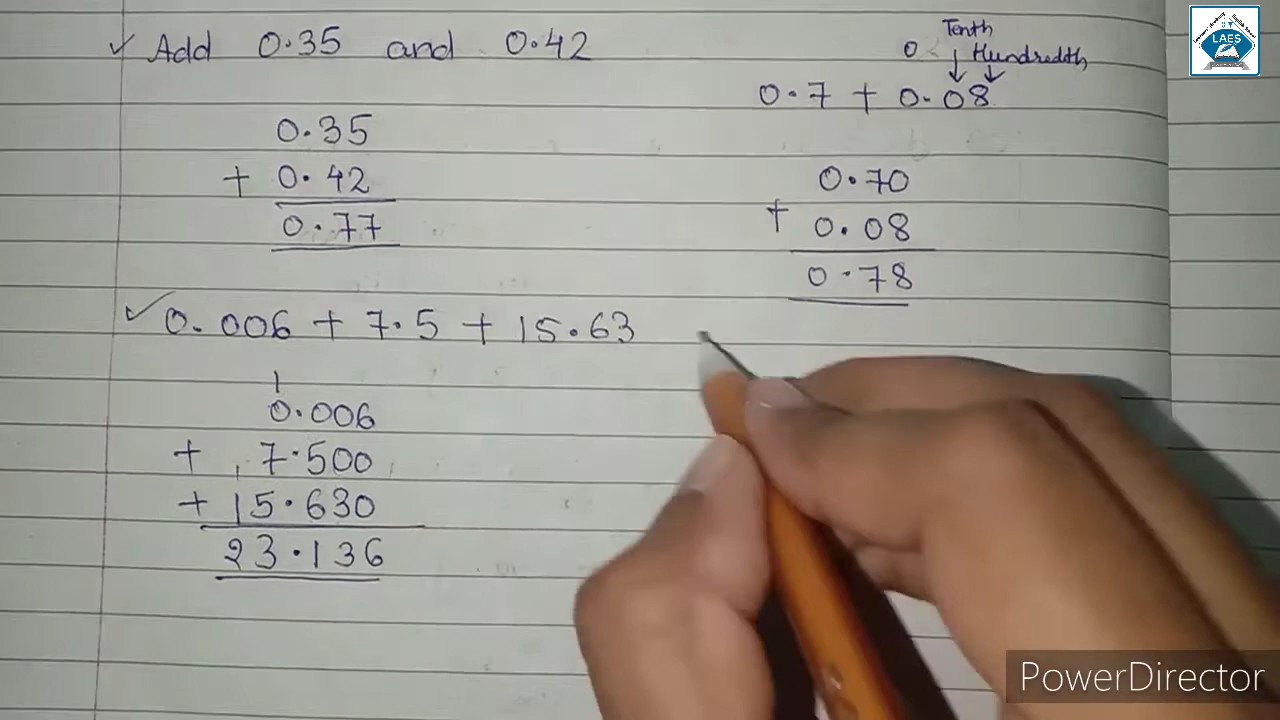 Add 0.35 and 0.42
0.35
+ 0.42
0.77
Tenth
0 Hundredth
0.7 + 0.08
0.70
+ 0.08
0.78
0.006 + 7.5 + 15.63
1
0.006
+ 1 7.500
+ 15.630
23.136
LAES
PowerDirector